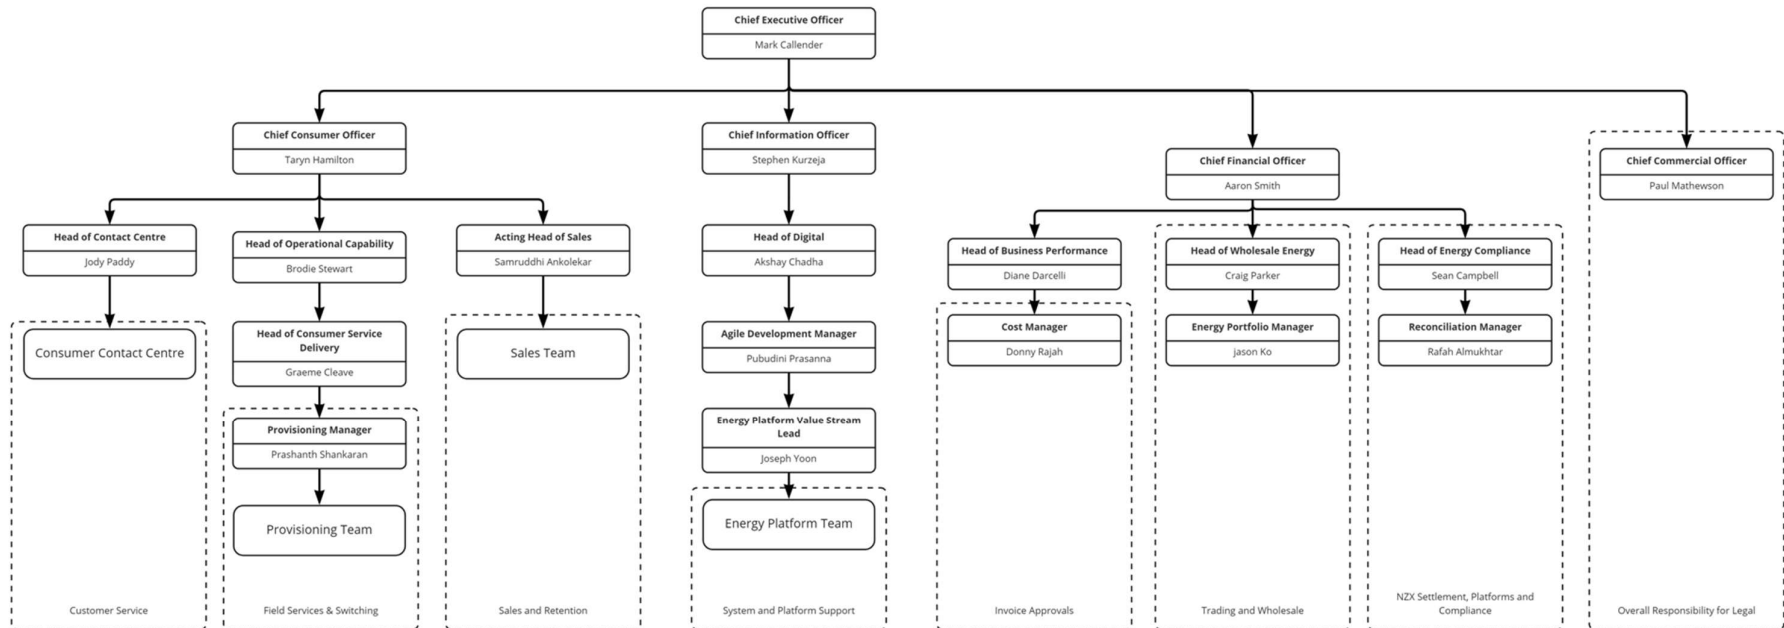 Chief Executive Officer
Mark Callender
Chief Consumer Officer
Taryn Hamilton
Chief Information Officer
Stephen Kurzeja
Chief Financial Officer
Aaron Smith
Chief Commercial Officer
Paul Mathewson
Head of Contact Centre
Jody Paddy
Head of Operational Capability
Brodie Stewart
Acting Head of Sales
Samruddhi Ankolekar
Head of Digital
Akshay Chadha
Head of Business Performance
Diane Darcelli
Head of Wholesale Energy
Craig Parker
Head of Energy Compliance
Sean Campbell
Consumer Contact Centre
Head of Consumer Service
Delivery
Graeme Cleave
Sales Team
Agile Development Manager
Pubudini Prasanna
Cost Manager
Donny Rajah
Energy Portfolio Manager
jason Ko
Reconciliation Manager
Rafah Almukhtar
Provisioning Manager
Prashanth Shankaran
Energy Platform Value Stream
Lead
Joseph Yoon
Provisioning Team
Energy Platform Team
Customer Service
Field Services & Switching
Sales and Retention
System and Platform Support
Invoice Approvals
Trading and Wholesale
NZX Settlement, Platforms and
Compliance
Overall Responsibility for Legal